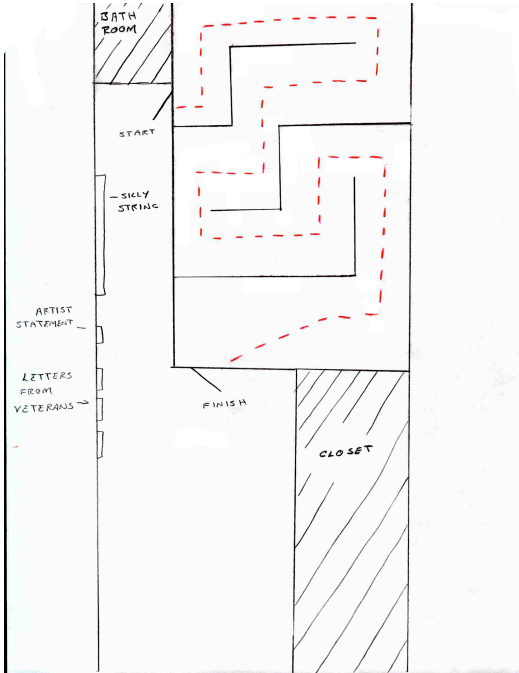 BATH
ROOM
START
SILLY
STRING
ARTIST
STATEMENT
LETTERS
FROM
VETERANS
FINISH
CLOSET